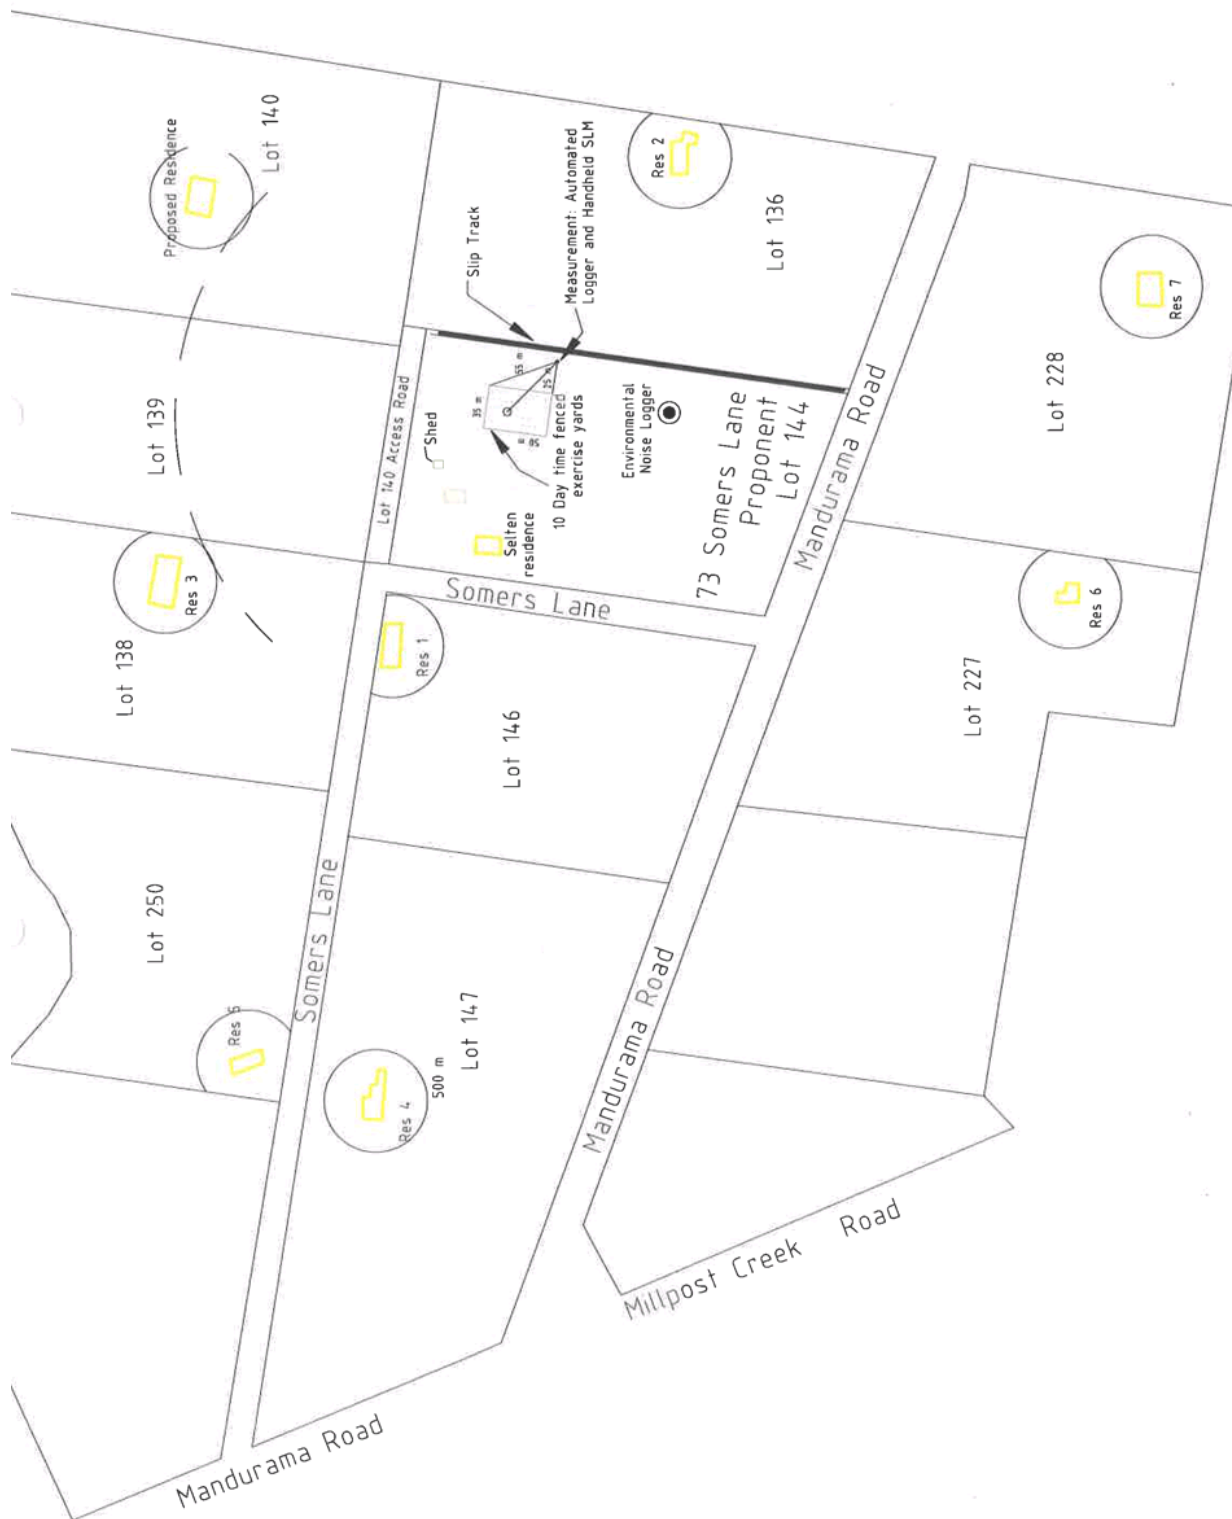 Proposed Residence
Lot 140
Lot 139
Lot 138
Res 3
Lot 250
Res 5
Lot 140 Access Road
Shed
Slip Track
Measurement: Automated
Logger and Handheld SLM
55 m
25 m
35 m
50 m
10 Day time fenced
exercise yards
Selten
residence
Environmental
Noise Logger
73 Somers Lane
Proponent
Lot 144
Res 2
Lot 136
Somers Lane
Res 1
Lot 146
Somers Lane
Lot 147
500 m
Res 4
Mandurama Road
Mandurama Road
Mandurama Road
Lot 228
Res 7
Lot 227
Res 6
Millpost Creek Road